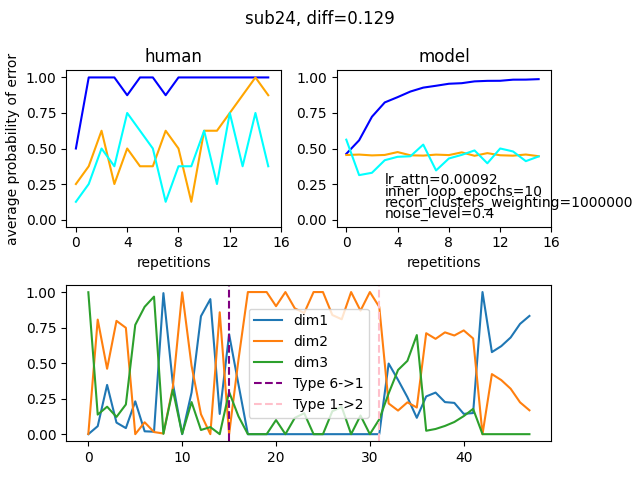 sub24, diff=0.129
human
model
average probability of error
1.00
0.75
0.50
0.25
0.00
0
4
8
12
16
repetitions
1.00
0.75
0.50
0.25
0.00
lr_attn=0.00092
inner_loop_epochs=10
recon_clusters_weighting=1000000
noise_level=0.4
0
4
8
12
16
repetitions
1.00
0.75
0.50
0.25
0.00
dim1
dim2
dim3
Type 6->1
Type 1->2
0
10
20
30
40